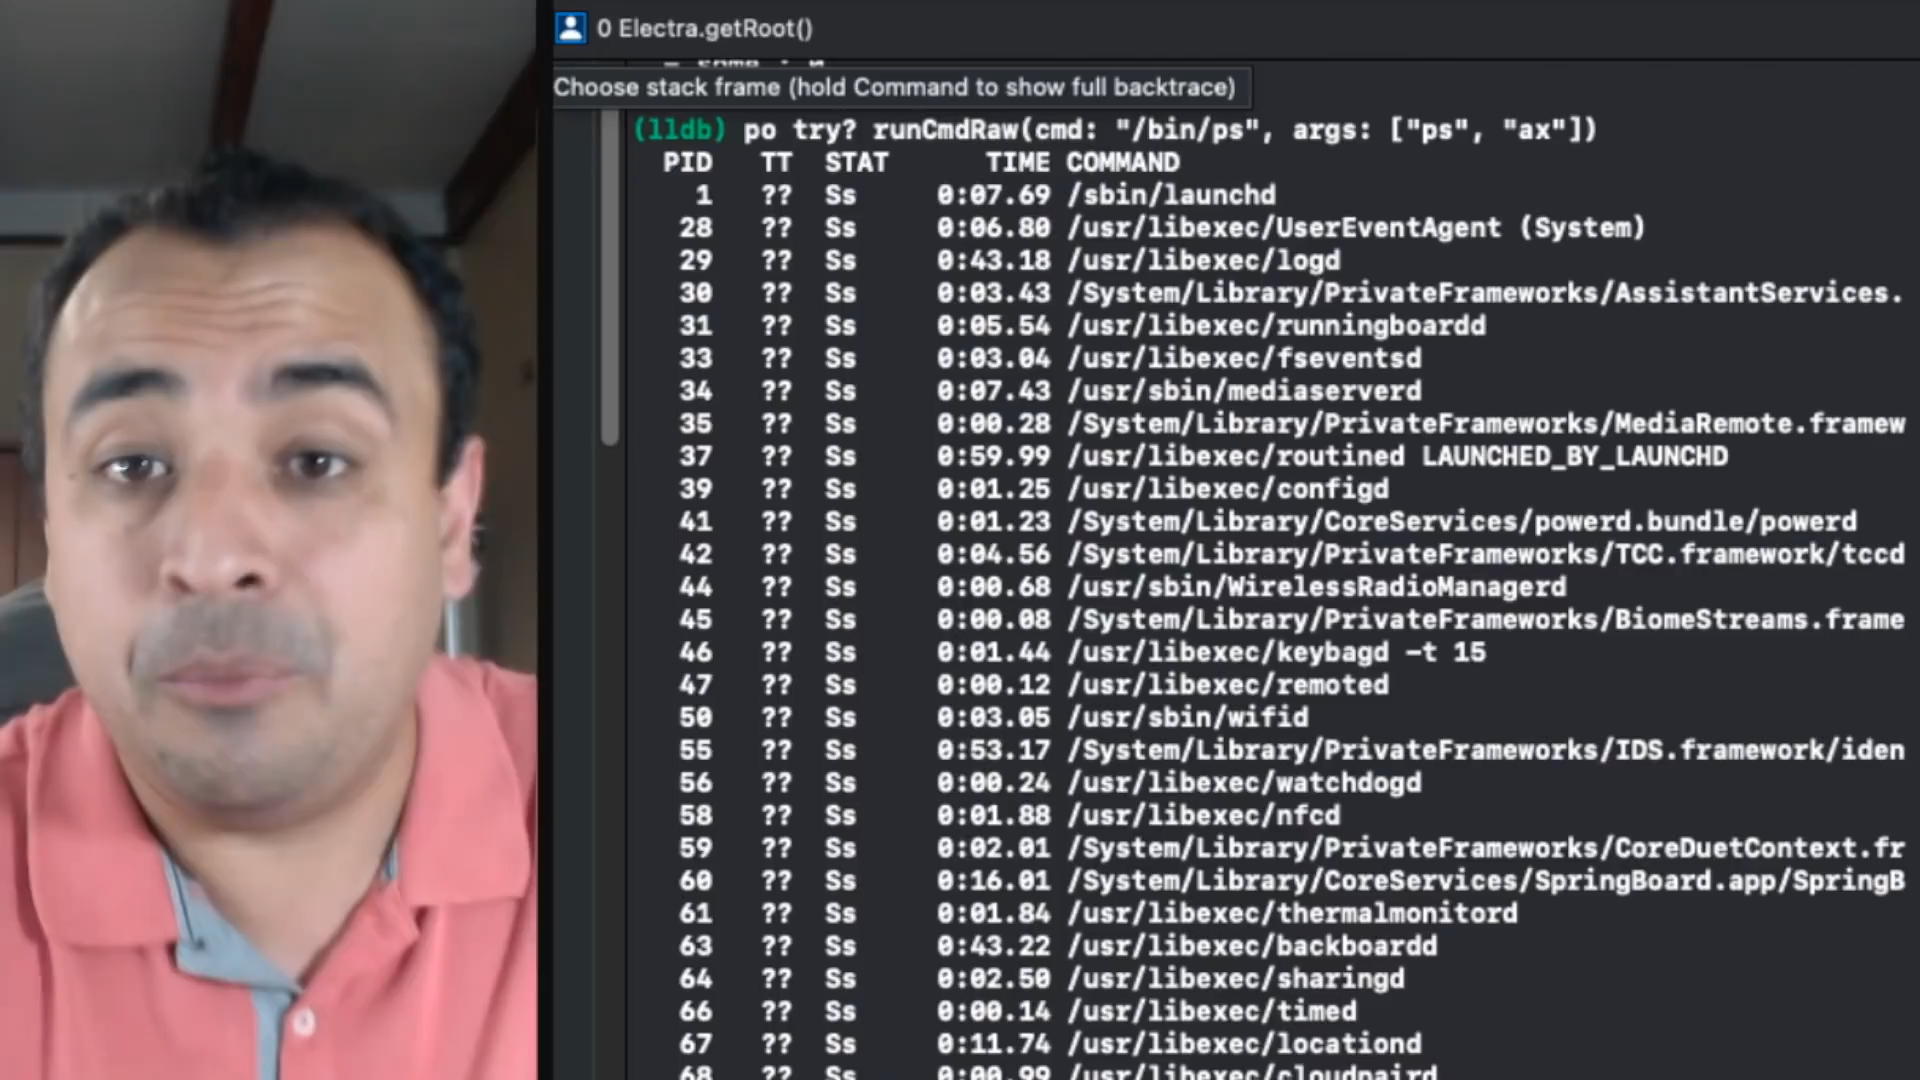 0 Electra.getRoot()
Choose stack frame (hold Command to show full backtrace)
(lldb) po try? runCmdRaw(cmd: "/bin/ps", args: ["ps", "ax"])
PID TT STAT TIME COMMAND
1 ?? Ss 0:07.69 /sbin/launchd
28 ?? Ss 0:06.80 /usr/libexec/UserEventAgent (System)
29 ?? Ss 0:43.18 /usr/libexec/logd
30 ?? Ss 0:03.43 /System/Library/PrivateFrameworks/AssistantServices.
31 ?? Ss 0:05.54 /usr/libexec/runningboardd
33 ?? Ss 0:03.04 /usr/libexec/fseventsd
34 ?? Ss 0:07.43 /usr/sbin/mediaserverd
35 ?? Ss 0:00.28 /System/Library/PrivateFrameworks/MediaRemote.framew
37 ?? Ss 0:59.99 /usr/libexec/routined LAUNCHED_BY_LAUNCHD
39 ?? Ss 0:01.25 /usr/libexec/configd
41 ?? Ss 0:01.23 /System/Library/CoreServices/powerd.bundle/powerd
42 ?? Ss 0:04.56 /System/Library/PrivateFrameworks/TCC.framework/tccd
44 ?? Ss 0:00.68 /usr/sbin/WirelessRadioManagerd
45 ?? Ss 0:00.08 /System/Library/PrivateFrameworks/BiomeStreams.frame
46 ?? Ss 0:01.44 /usr/libexec/keybagd -t 15
47 ?? Ss 0:00.12 /usr/libexec/remoted
50 ?? Ss 0:03.05 /usr/sbin/wifid
55 ?? Ss 0:53.17 /System/Library/PrivateFrameworks/IDS.framework/iden
56 ?? Ss 0:00.24 /usr/libexec/watchdogd
58 ?? Ss 0:01.88 /usr/libexec/nfcd
59 ?? Ss 0:02.01 /System/Library/PrivateFrameworks/CoreDuetContext.fr
60 ?? Ss 0:16.01 /System/Library/CoreServices/SpringBoard.app/SpringB
61 ?? Ss 0:01.84 /usr/libexec/thermalmonitord
63 ?? Ss 0:43.22 /usr/libexec/backboardd
64 ?? Ss 0:02.50 /usr/libexec/sharingd
66 ?? Ss 0:00.14 /usr/libexec/timed
67 ?? Ss 0:11.74 /usr/libexec/locationd
68 ?? Ss 0:00.99 /usr/libexec/cloudpaird